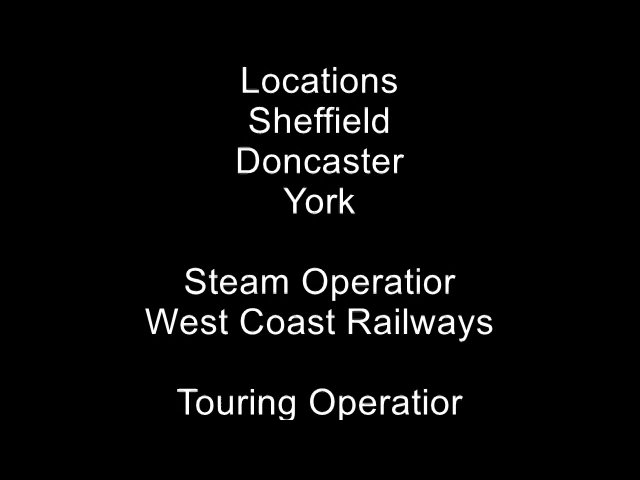 Locations
Sheffield
Doncaster
York
Steam Operatior
West Coast Railways
Touring Operatior